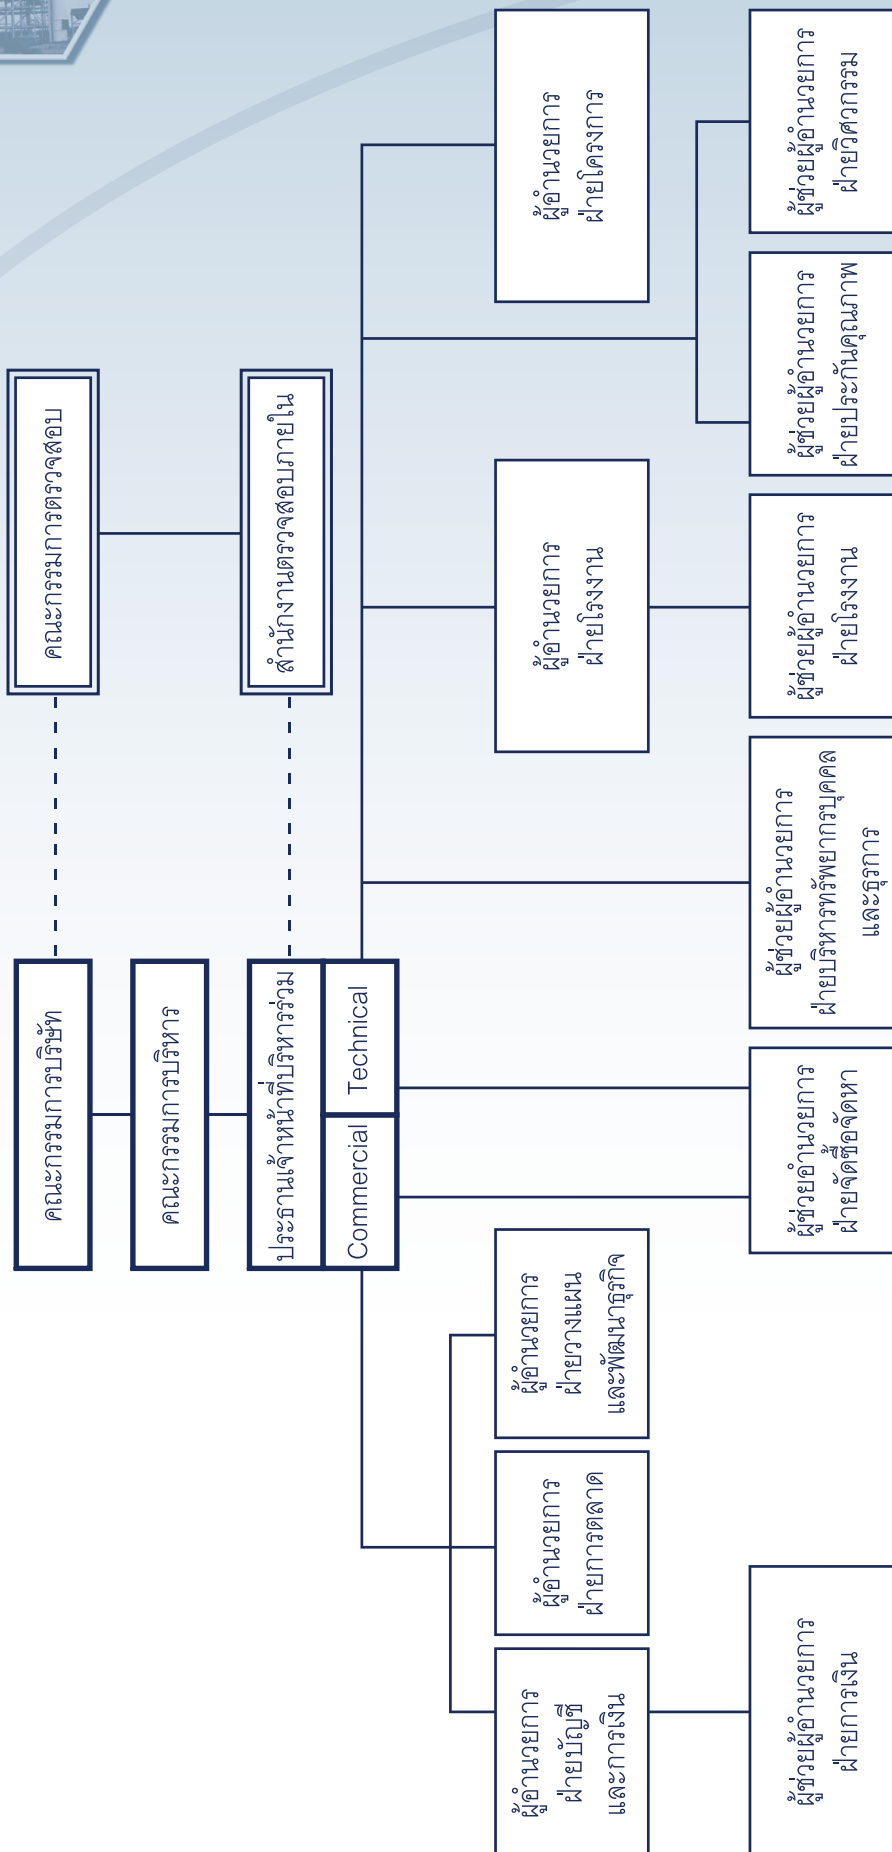 คณะกรรมการบริษัท
คณะกรรมการตรวจสอบ
คณะกรรมการบริหาร
ประธานเจ้าหน้าที่บริหารร่วม
Commercial
Technical
สำนักงานตรวจสอบภายใน
ผู้อำนวยการ
ฝ่ายบัญชี
และการเงิน
ผู้อำนวยการ
ฝ่ายการตลาด
ผู้อำนวยการ
ฝ่ายวางแผน
และพัฒนาธุรกิจ
ผู้อำนวยการ
ฝ่ายโรงงาน
ผู้อำนวยการ
ฝ่ายโครงการ
ผู้ช่วยผู้อำนวยการ
ฝ่ายการเงิน
ผู้ช่วยอำนวยการ
ฝ่ายจัดซื้อจัดหา
ผู้ช่วยผู้อำนวยการ
ฝ่ายบริหารทรัพยากรบุคคล
และธุรการ
ผู้ช่วยผู้อำนวยการ
ฝ่ายโรงงาน
ผู้ช่วยผู้อำนวยการ
ฝ่ายประกันคุณภาพ
ผู้ช่วยผู้อำนวยการ
ฝ่ายวิศวกรรม